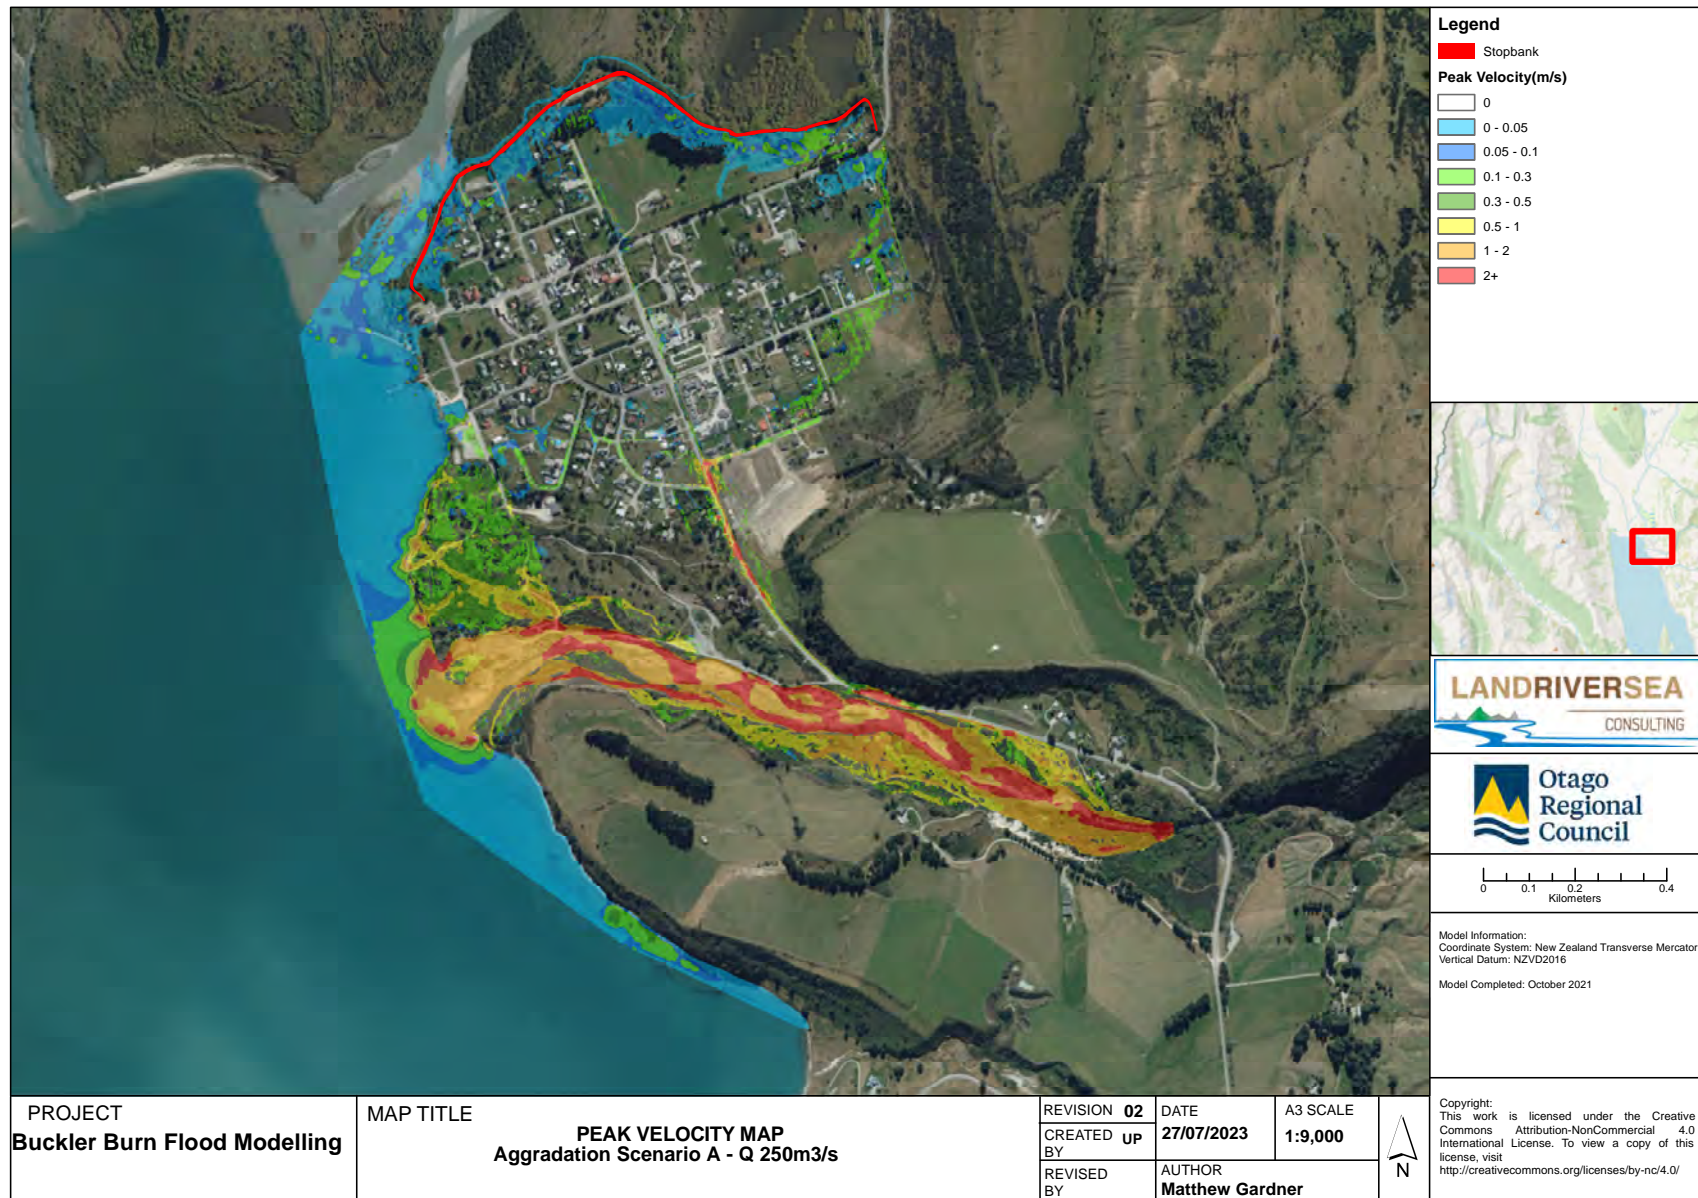 Legend
Stopbank
Peak Velocity(m/s)
0
0 - 0.05
0.05 - 0.1
0.1 - 0.3
0.3 - 0.5
0.5 - 1
1 - 2
2+
LANDRIVERSEA
CONSULTING
Otago
Regional
Council
0 0.1 0.2 0.4
Kilometers
Model Information:
Coordinate System: New Zealand Transverse Mercator
Vertical Datum: NZVD2016
Model Completed: October 2021
Copyright:
This work is licensed under the Creative
Commons Attribution-NonCommercial 4.0
International License. To view a copy of this
license, visit
http://creativecommons.org/licenses/by-nc/4.0/
PROJECT
Buckler Burn Flood Modelling
MAP TITLE
PEAK VELOCITY MAP
Aggradation Scenario A - Q 250m3/s
REVISION 02
CREATED BY UP
REVISED
BY
DATE
27/07/2023
A3 SCALE
1:9,000
AUTHOR
Matthew Gardner
N